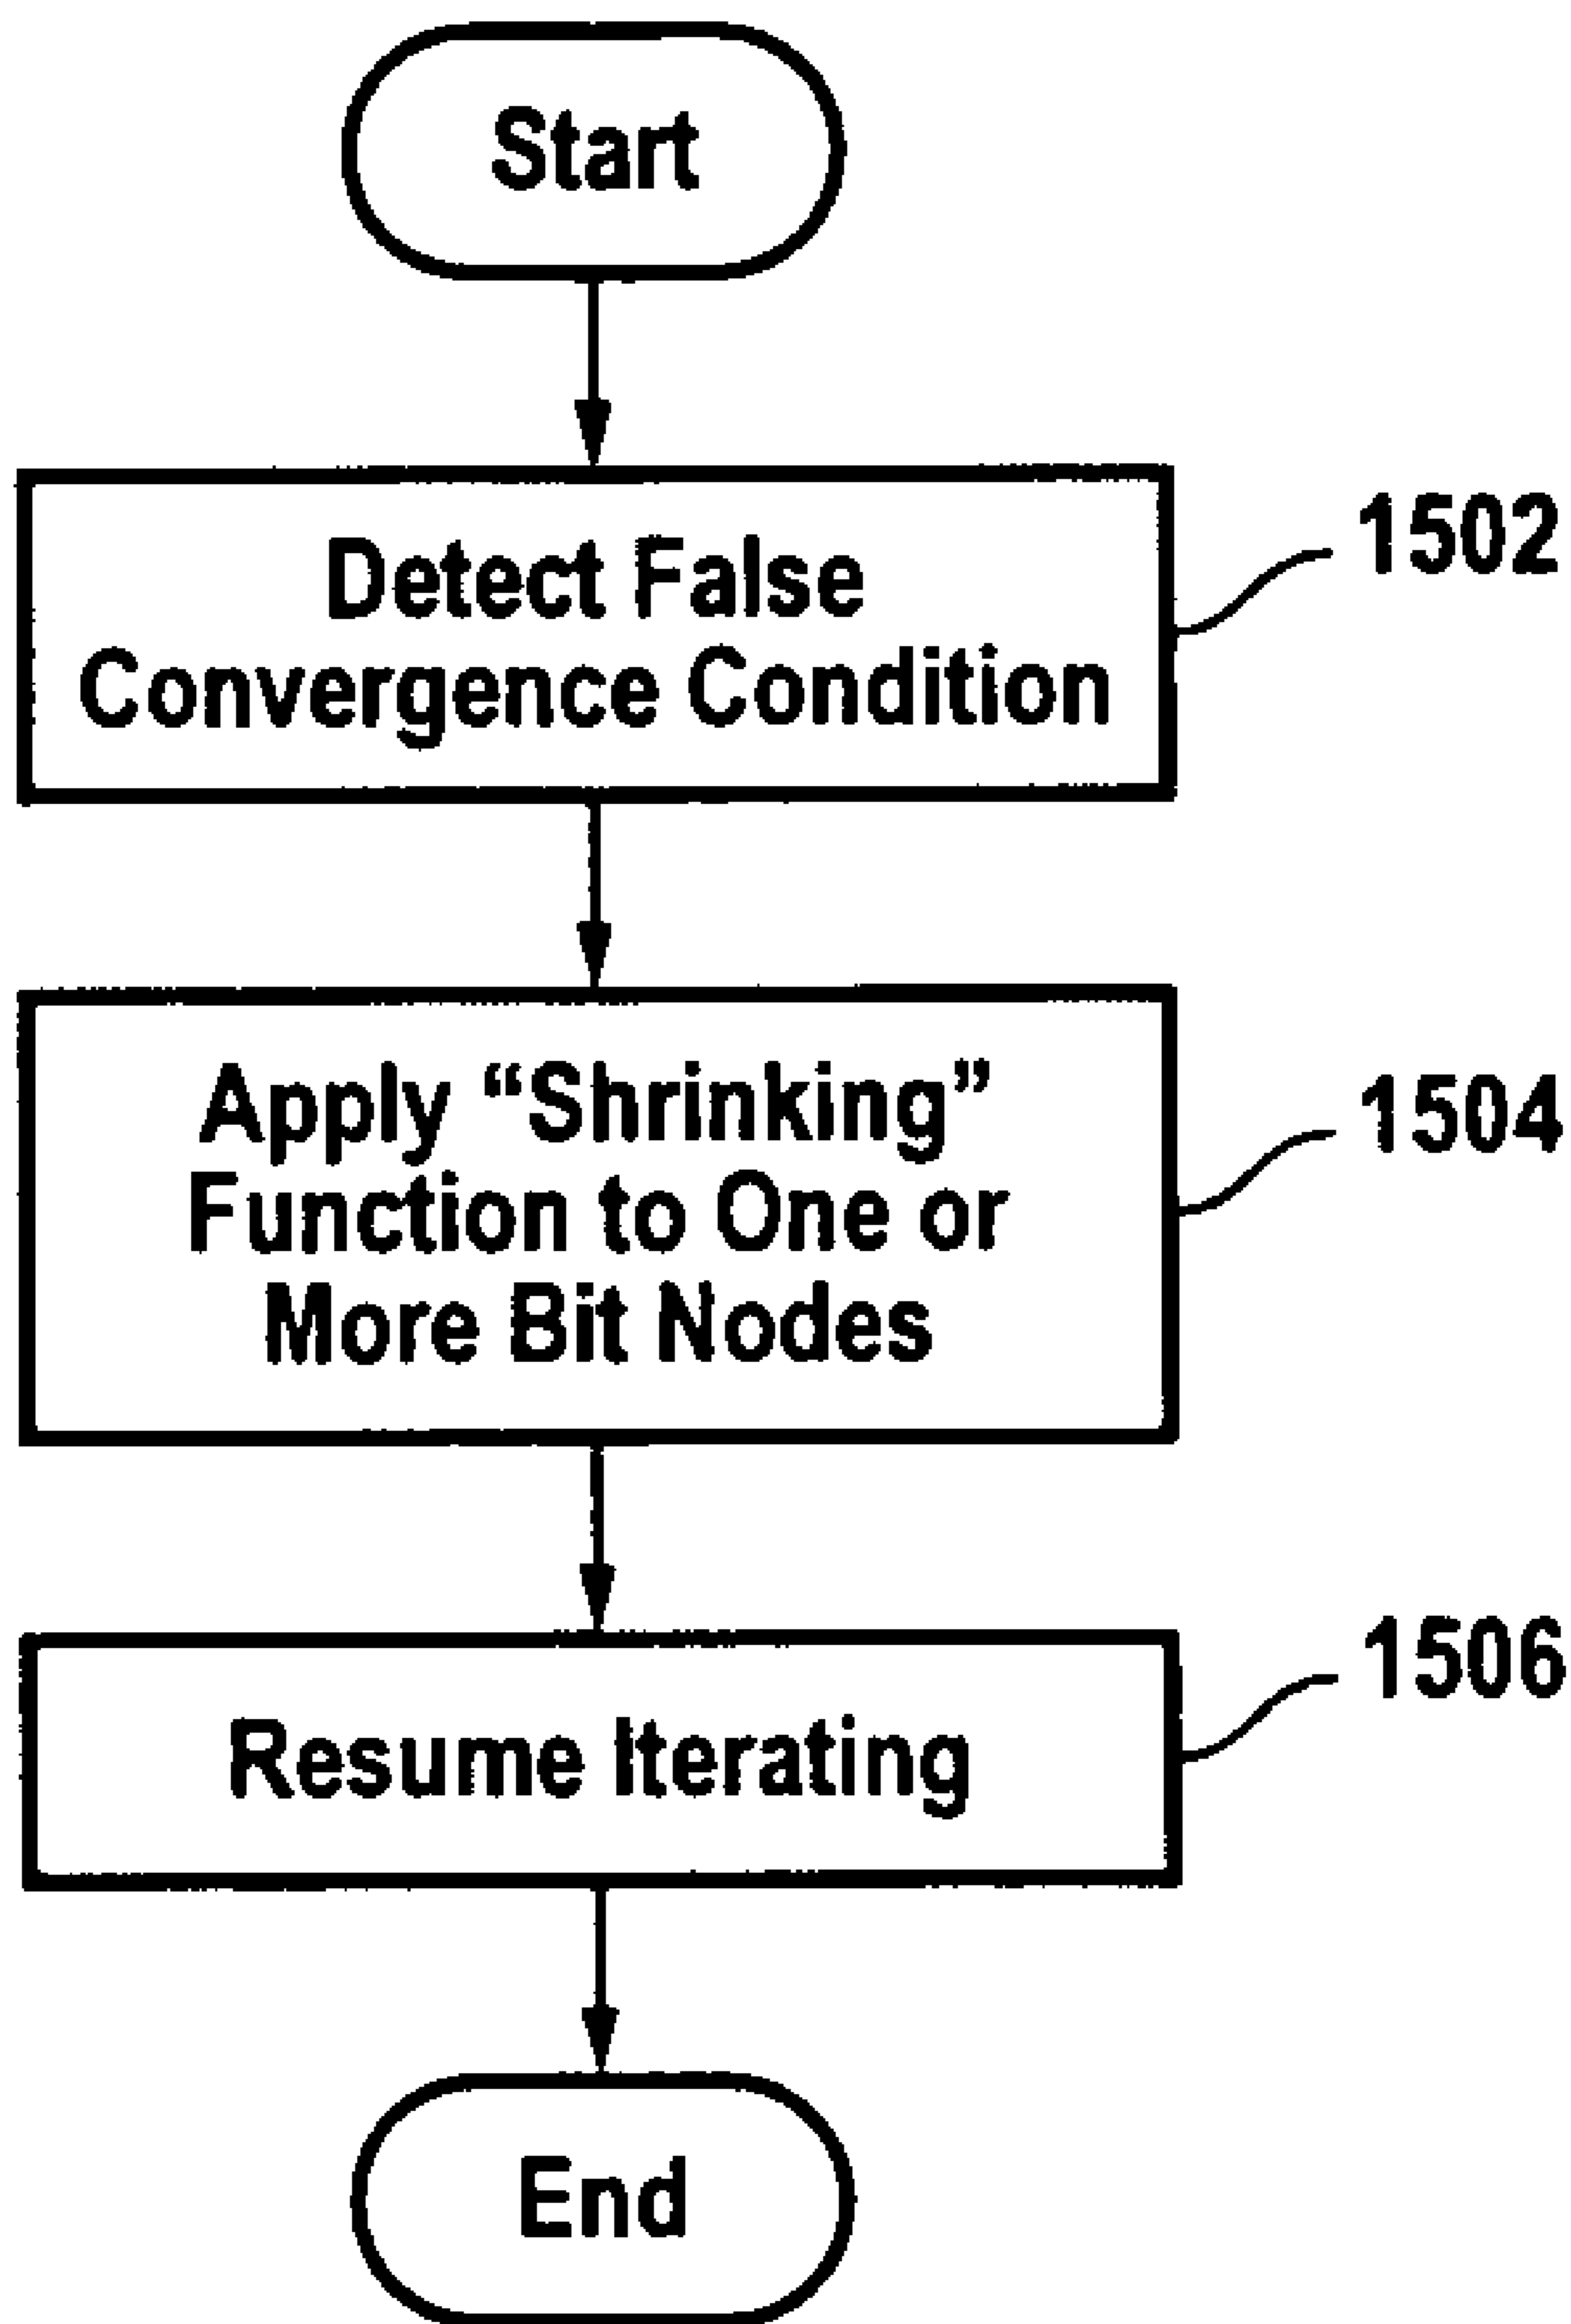 Start
Detect False
Convergence Condition
1502
Apply “Shrinking”
Function to One or
More Bit Nodes
1504
Resume Iterating
1506
End